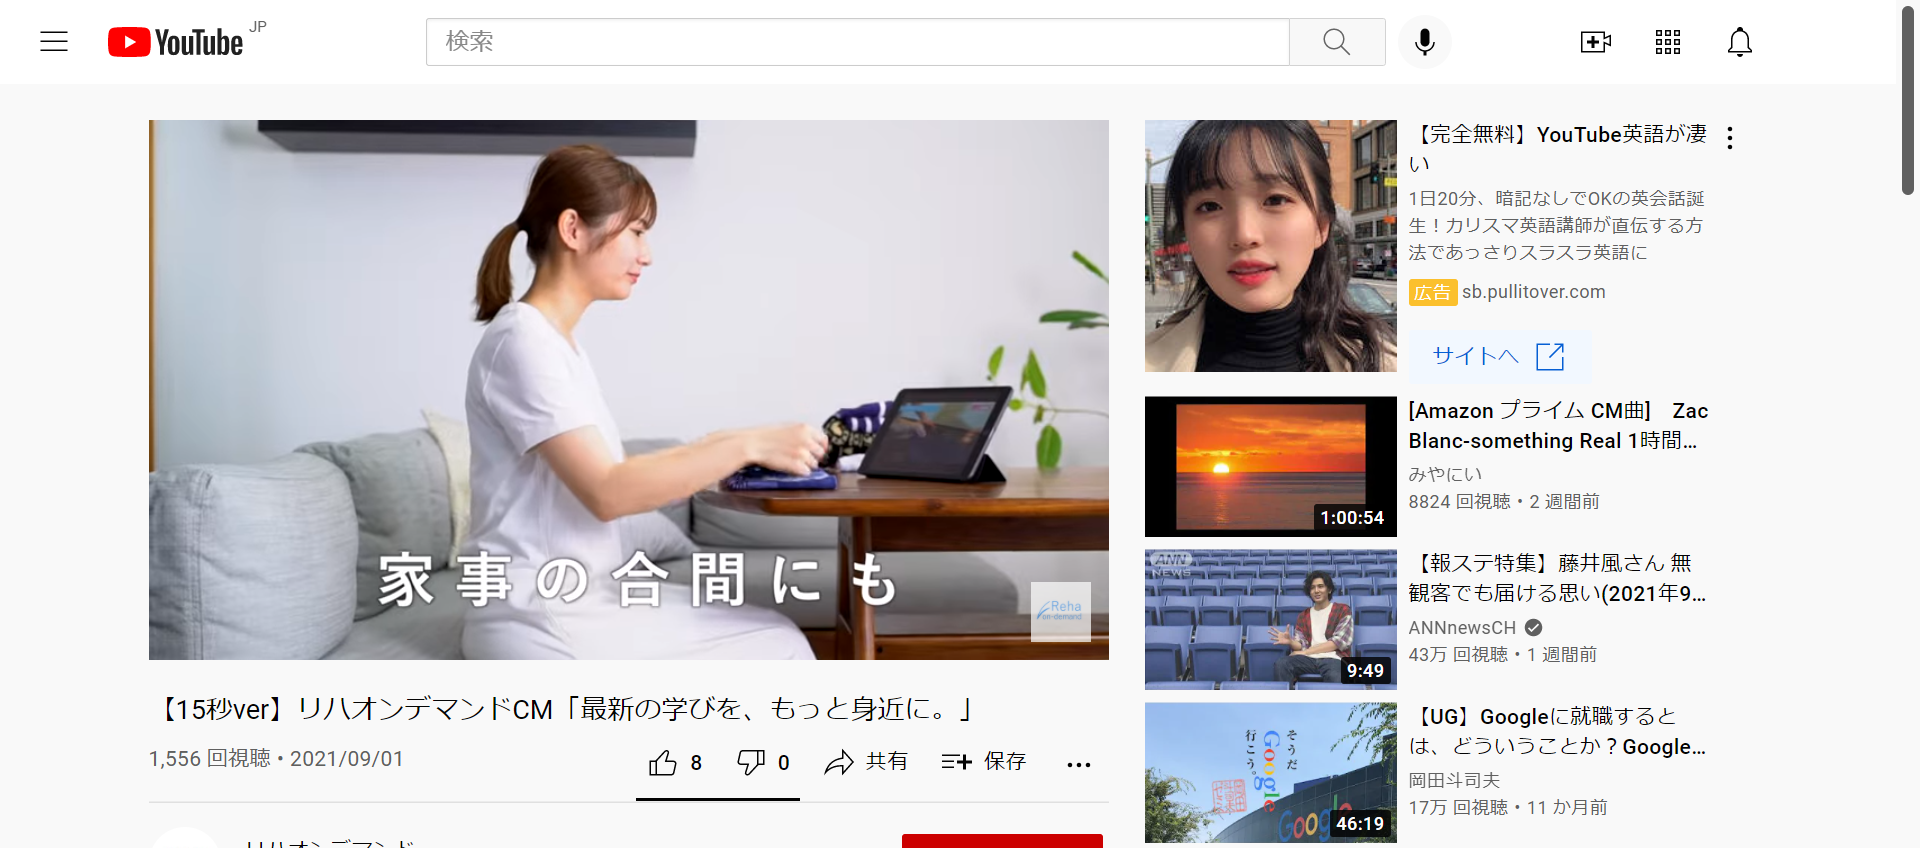 YouTube JP
検索
家事の合間にも
Reha
on-demand
【15秒ver】リハオンデマンドCM「最新の学びを、もっと身近に。」
1,556 回視聴・2021/09/01
8
0
共有
保存
リハオンデマンド
【完全無料】YouTube英語が凄
い
1日20分、暗記なしでOKの英会話誕
生！カリスマ英語講師が直伝する方
法であっさりスラスラ英語に
広告 sb.pullitover.com
サイトへ
1:00:54
[Amazon プライム CM曲]　Zac
Blanc-something Real 1時間...
みやにい
8824 回視聴・2 週間前
ANN
NEWS
9:49
【報ステ特集】藤井風さん 無
観客でも届ける思い(2021年9...
ANNnewsCH
43万 回視聴・1 週間前
そうだ
Google
行こう。
Goog
46:19
【UG】Googleに就職すると
は、どういうことか？Google...
岡田斗司夫
17万 回視聴・11 か月前